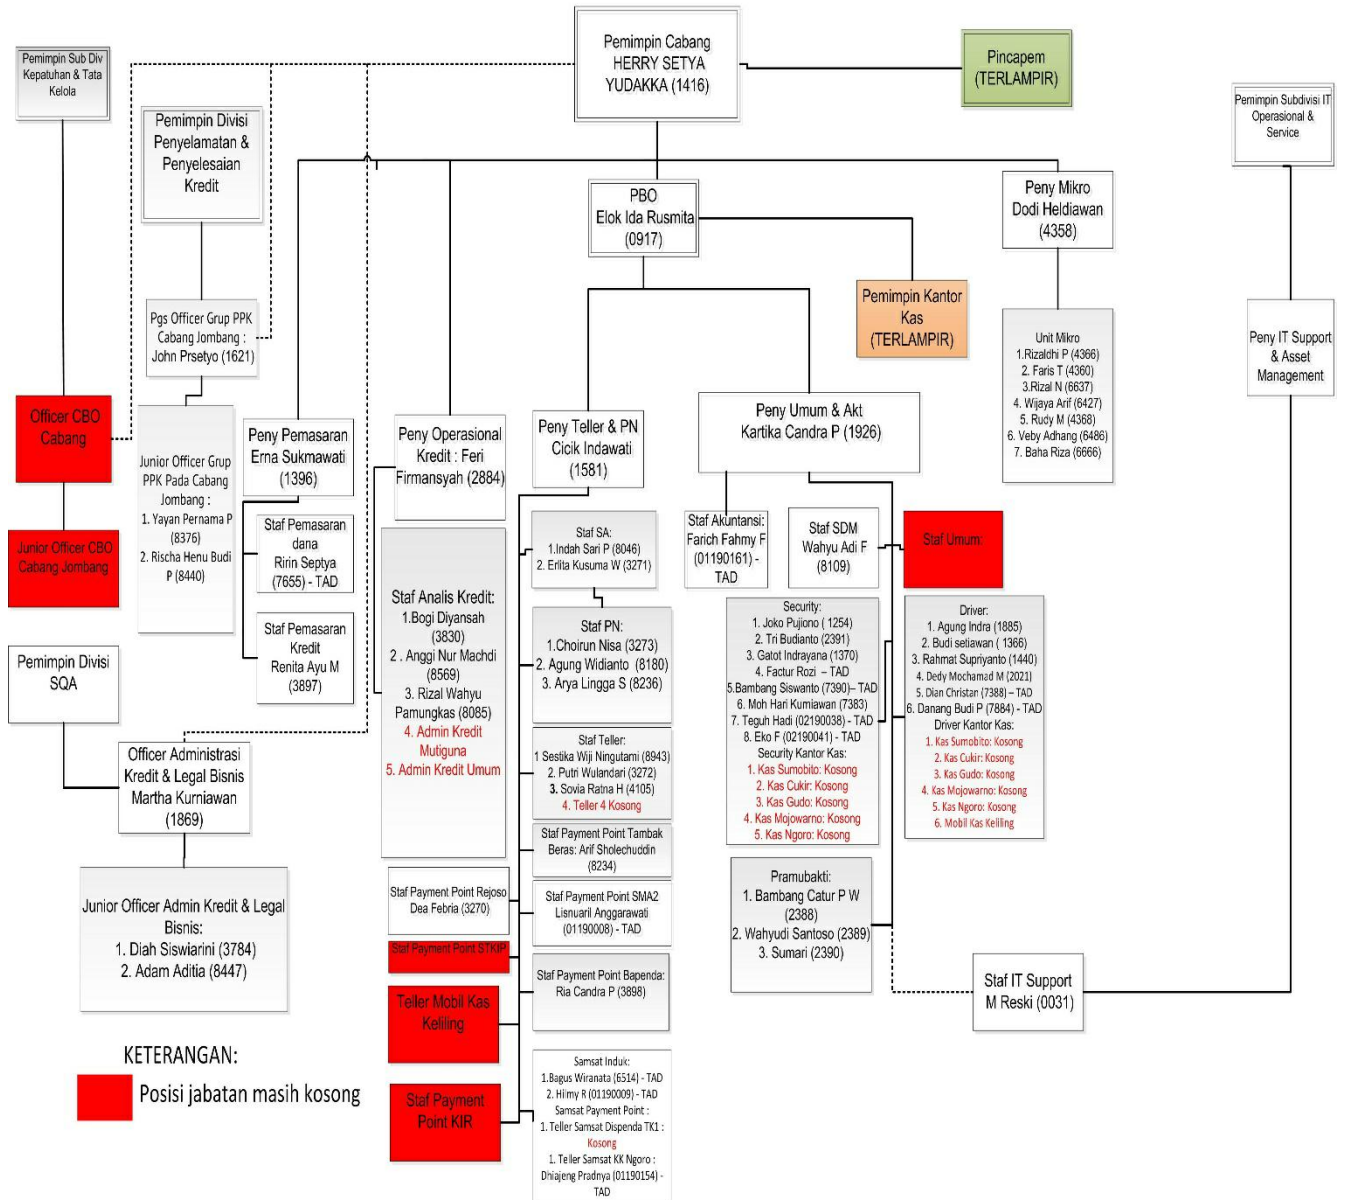 Pemimpin Cabang
HERRY SETYA
YUDAKKA (1416)
Pincapem
(TERLAMPIR)
Pemimpin Sub Div
Kepatuhan & Tata
Kelola
Pemimpin Divisi
Penyelamatan &
Penyelesaian
Kredit
Pemimpin Subdivisi IT
Operasional &
Service
PBO
Elok Ida Rusmita
(0917)
Peny Mikro
Dodi Heldiawan
(4358)
Pemimpin Kantor
Kas
(TERLAMPIR)
Pgs Officer Grup PPK
Cabang Jombang :
John Prsetyo (1621)
Unit Mikro
1.Rizaldhi P (4366)
2. Faris T (4360)
3.Rizal N (6637)
4. Wijaya Arif (6427)
5. Rudy M (4368)
6. Veby Adhang (6486)
7. Baha Riza (6666)
Peny IT Support
& Asset
Management
Officer CBO
Cabang
Junior Officer Grup
PPK Pada Cabang
Jombang :
1. Yayan Pernama P
(8376)
2. Rischa Henu Budi
P (8440)
Peny Pemasaran
Erna Sukmawati
(1396)
Peny Operasional
Kredit : Feri
Firmansyah (2884)
Peny Teller & PN
Cicik Indawati
(1581)
Peny Umum & Akt
Kartika Candra P (1926)
Junior Officer CBO
Cabang Jombang
Staf Pemasaran
dana
Ririn Septya
(7655) - TAD
Staf Pemasaran
Kredit
Renita Ayu M
(3897)
Staf Analis Kredit:
1.Bogi Diyansah
(3830)
2 . Anggi Nur Machdi
(8569)
3. Rizal Wahyu
Pamungkas (8085)
4. Admin Kredit
Mutiguna
5. Admin Kredit Umum
Staf SA:
1.Indah Sari P (8046)
2. Erlita Kusuma W (3271)
Staf PN:
1.Choirun Nisa (3273)
2. Agung Widianto (8180)
3. Arya Lingga S (8236)
Staf Teller:
1 Sestika Wiji Ningutami (8943)
2. Putri Wulandari (3272)
3. Sovia Ratna H (4105)
4. Teller 4 Kosong
Staf Payment Point Tambak
Beras: Arif Sholechuddin
(8234)
Staf Payment Point Rejoso
Dea Febria (3270)
Staf Payment Point SMA2
Lisnuaril Anggarawati
(01190008) - TAD
Staf Payment Point STKIP
Staf Payment Point Bapenda:
Ria Candra P (3898)
Teller Mobil Kas
Keliling
Staf Payment
Point KIR
Samsat Induk:
1.Bagus Wiranata (6514) - TAD
2. Hilmy R (01190009) - TAD
Samsat Payment Point :
1. Teller Samsat Dispenda TK1 :
Kosong
1. Teller Samsat KK Ngoro :
Dhiajeng Pradnya (01190154) -
TAD
Staf Akuntansi:
Farich Fahmy F
(01190161) -
TAD
Staf SDM
Wahyu Adi F
(8109)
Staf Umum:
Security:
1. Joko Pujiono ( 1254)
2. Tri Budianto (2391)
3. Gatot Indrayana (1370)
4. Factur Rozi – TAD
5.Bambang Siswanto (7390)– TAD
6. Moh Hari Kurniawan (7383)
7. Teguh Hadi (02190038) - TAD
8. Eko F (02190041) - TAD
Security Kantor Kas:
1. Kas Sumobito: Kosong
2. Kas Cukir: Kosong
3. Kas Gudo: Kosong
4. Kas Mojowarno: Kosong
5. Kas Ngoro: Kosong
Driver:
1. Agung Indra (1885)
2. Budi setiawan ( 1366)
3. Rahmat Supriyanto (1440)
4. Dedy Mochamad M (2021)
5. Dian Christan (7388) – TAD
6. Danang Budi P (7884) - TAD
Driver Kantor Kas:
1. Kas Sumobito: Kosong
2. Kas Cukir: Kosong
3. Kas Gudo: Kosong
4. Kas Mojowarno: Kosong
5. Kas Ngoro: Kosong
6. Mobil Kas Keliling
Pramubakti:
1. Bambang Catur P W
(2388)
2. Wahyudi Santoso (2389)
3. Sumari (2390)
Staf IT Support
M Reski (0031)
Pemimpin Divisi
SQA
Officer Administrasi
Kredit & Legal Bisnis
Martha Kurniawan
(1869)
Junior Officer Admin Kredit & Legal
Bisnis:
1. Diah Siswiarini (3784)
2. Adam Aditia (8447)
KETERANGAN:
Posisi jabatan masih kosong